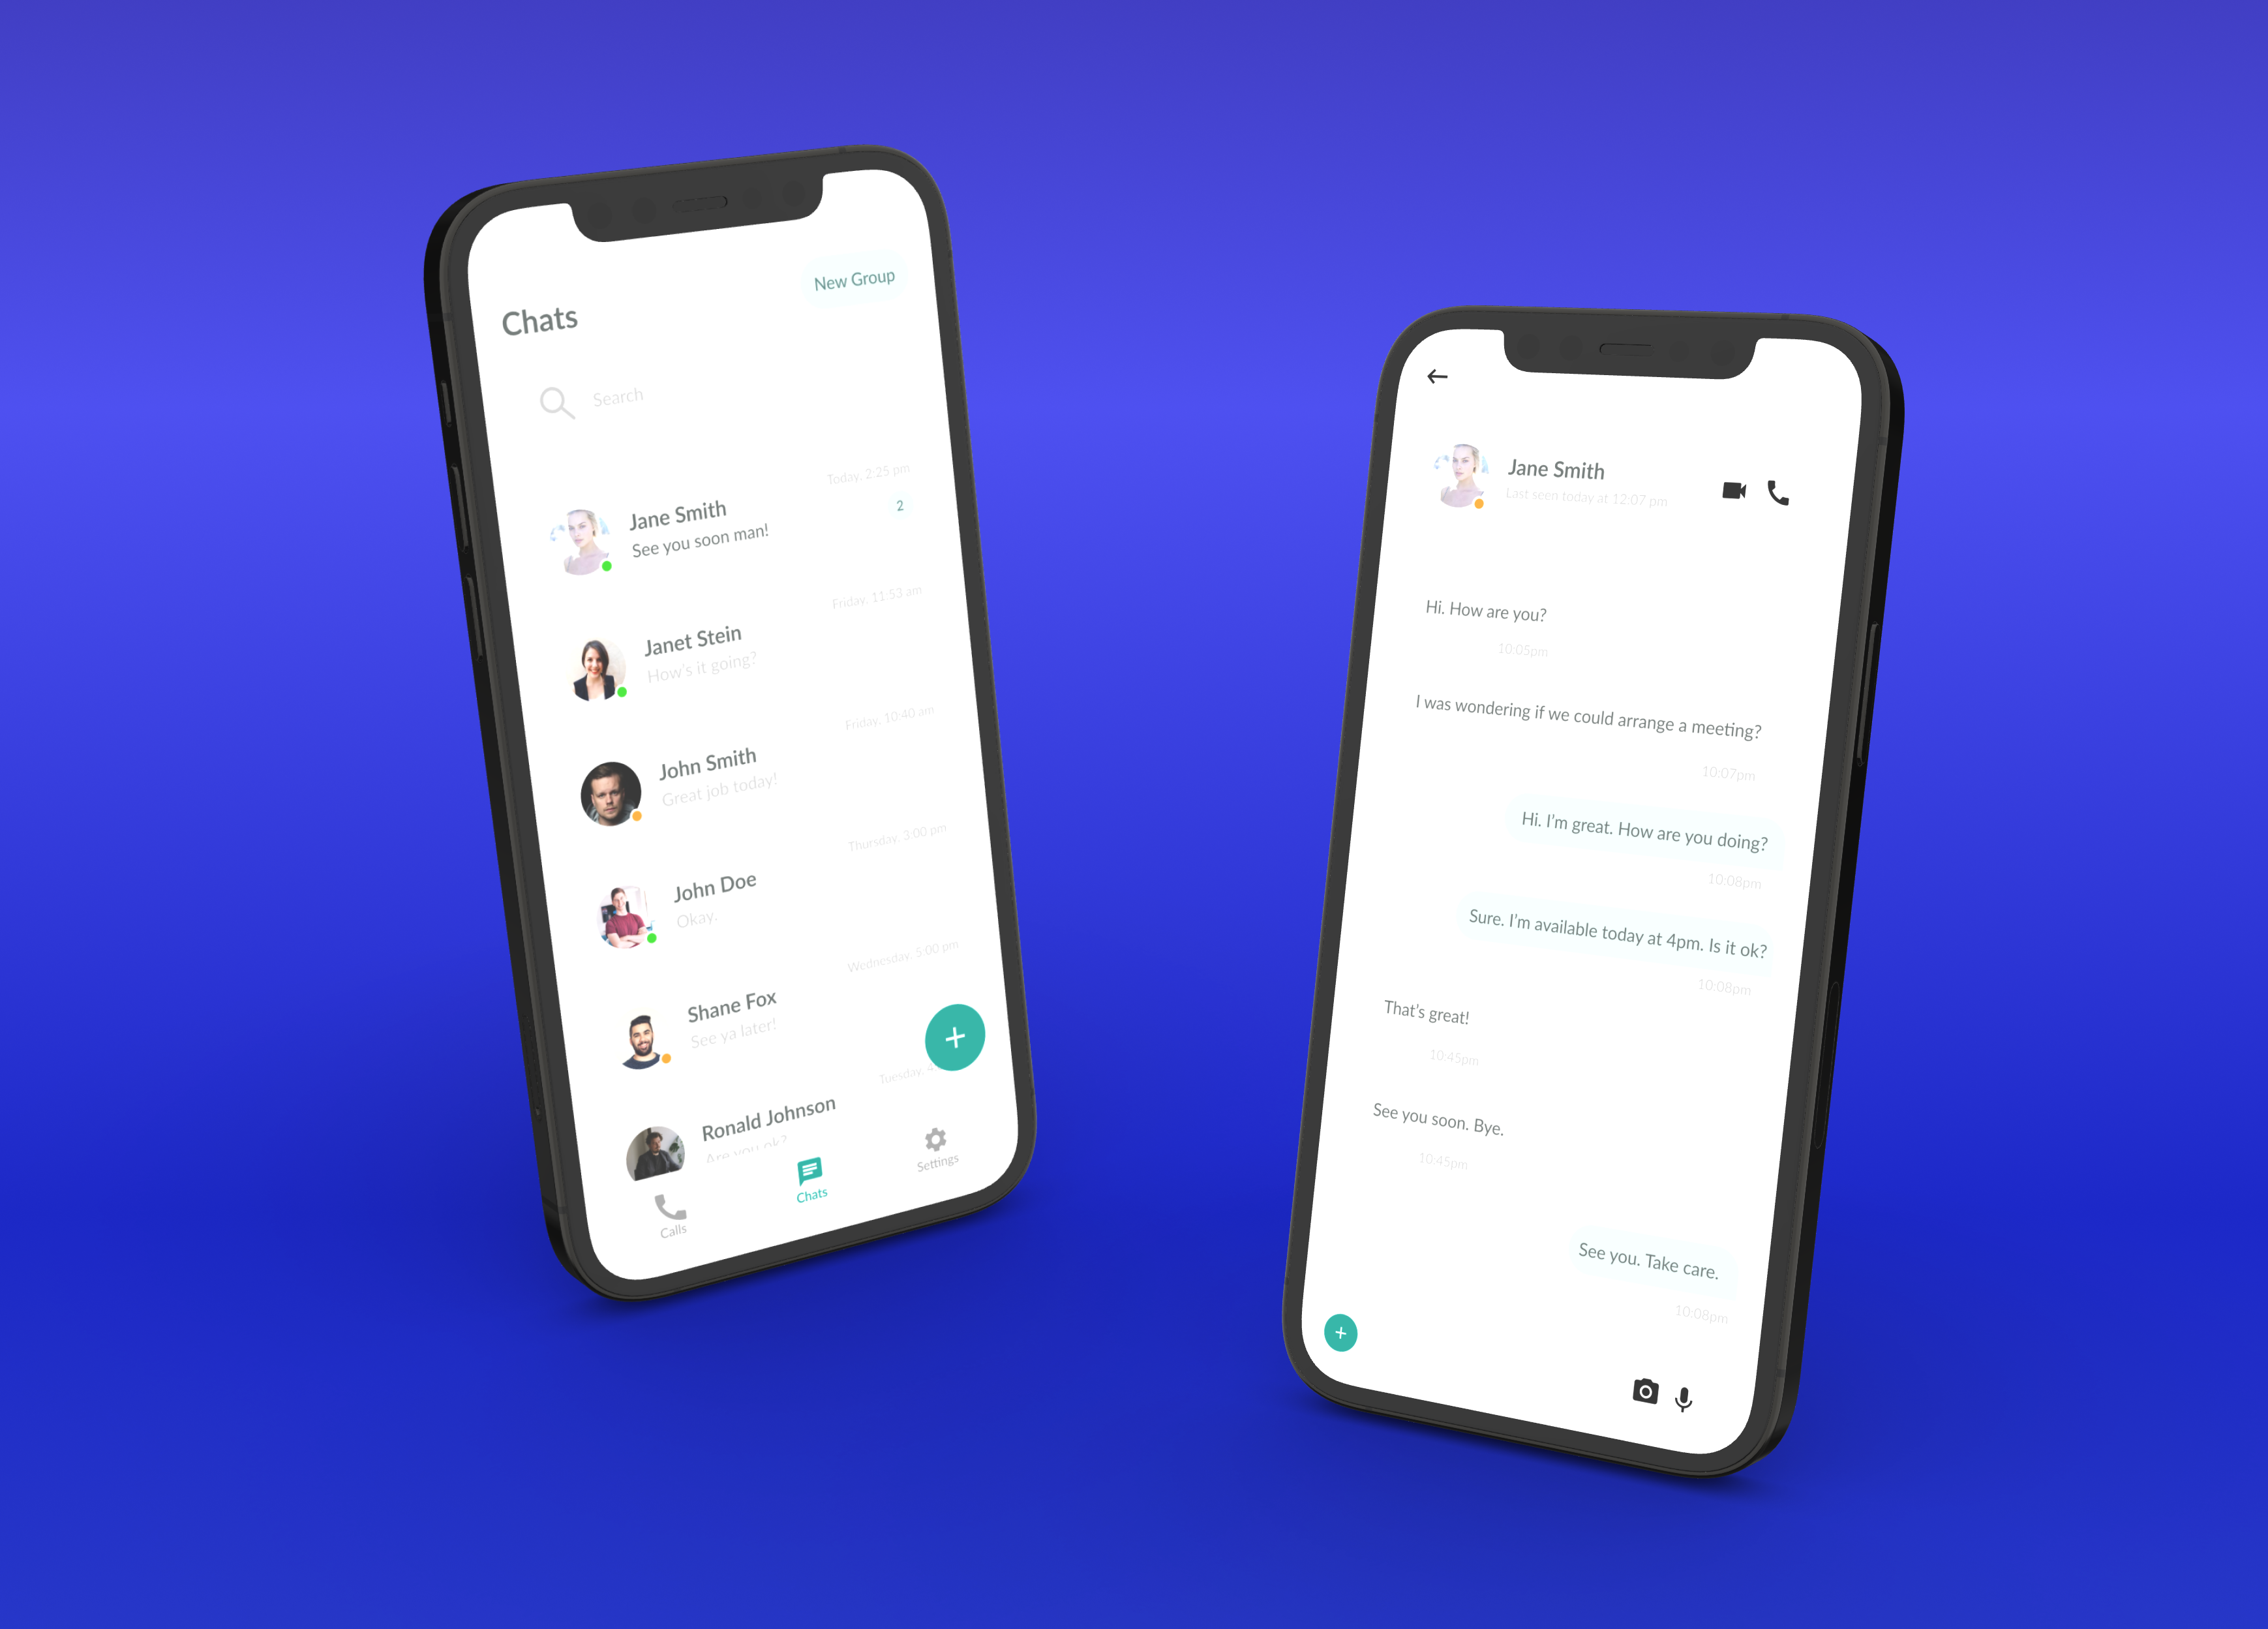 New Group
Chats
Search
Today, 2.25 pm
Jane Smith
2
See you soon man!
Friday, 11.53 am
Janet Stein
How's it going?
Friday, 10:40 am
John Smith
Great job today!
Thursday, 3:00 pm
John Doe
Okay.
Wednesday, 5:00 pm
Shane Fox
See ya later!
Tuesday, 4
Ronald Johnson
Are you ok?
Calls
Chats
Settings
Jane Smith
Last seen today at 12:07 pm
Hi. How are you?
10.05pm
I was wondering if we could arrange a meeting?
10:07pm
Hi. I'm great. How are you doing?
10:08pm
Sure. I'm available today at 4pm. Is it ok?
10:08pm
That's great!
10:45pm
See you soon. Bye.
10:45pm
See you. Take care.
10:08pm